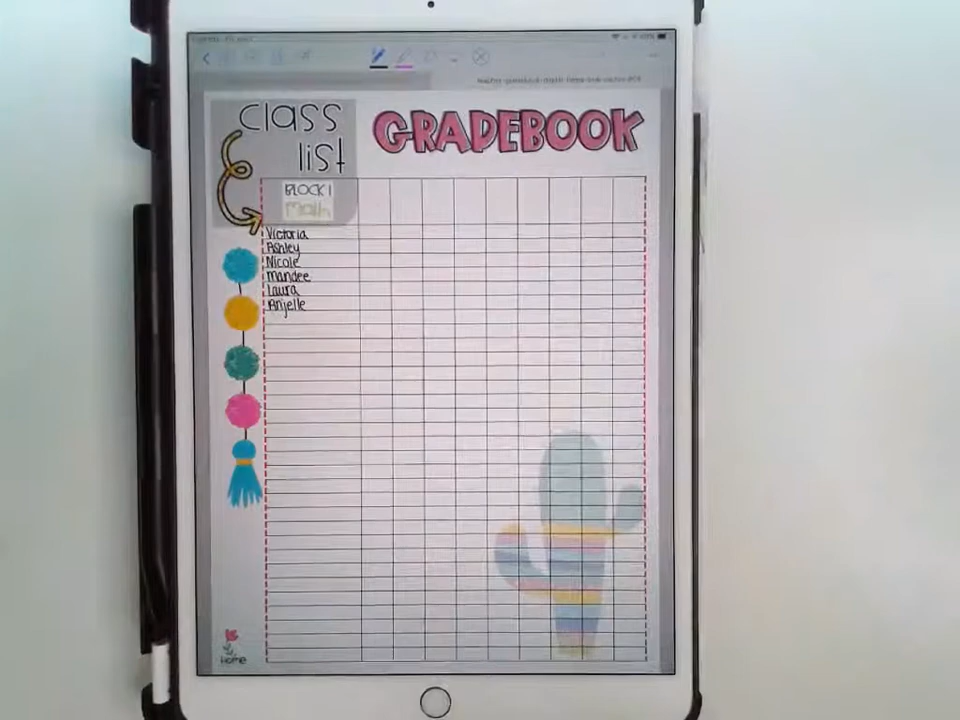 class
list
GRADEBOOK
BLOCK 1
Math
Victoria
Ashley
Nicole
mandee
Laura
Anjelle
Home